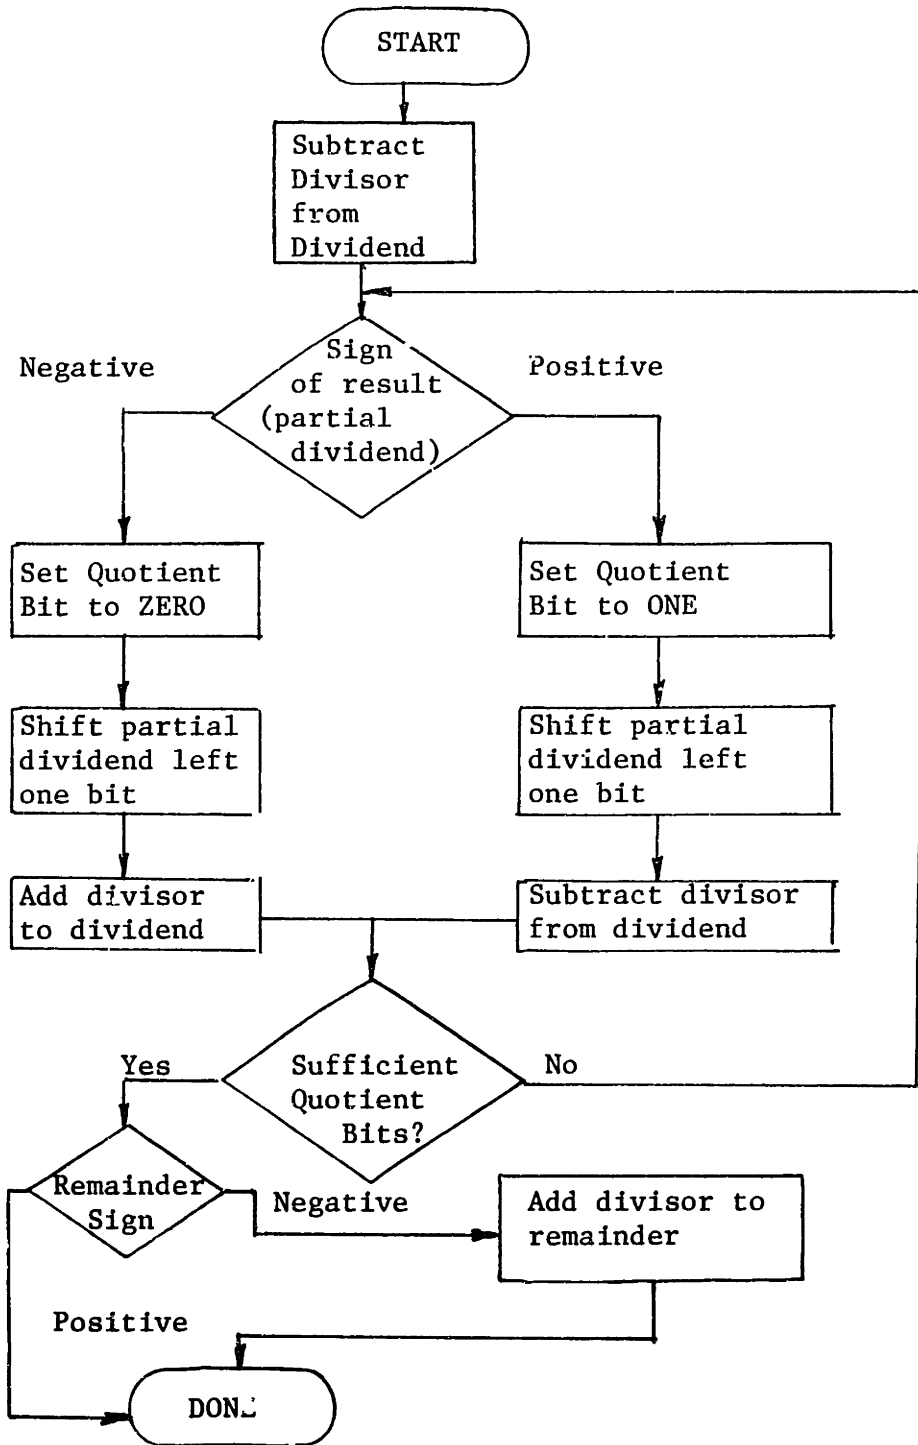 START
Subtract
Divisor
from
Dividend
Negative
Sign
of result
(partial
dividend)
Positive
Set Quotient
Bit to ZERO
Set Quotient
Bit to ONE
Shift partial
dividend left
one bit
Shift partial
dividend left
one bit
Add divisor
to dividend
Subtract divisor
from dividend
Yes
Sufficient
Quotient
Bits?
No
Remainder
Sign
Negative
Add divisor to
remainder
Positive
DONE